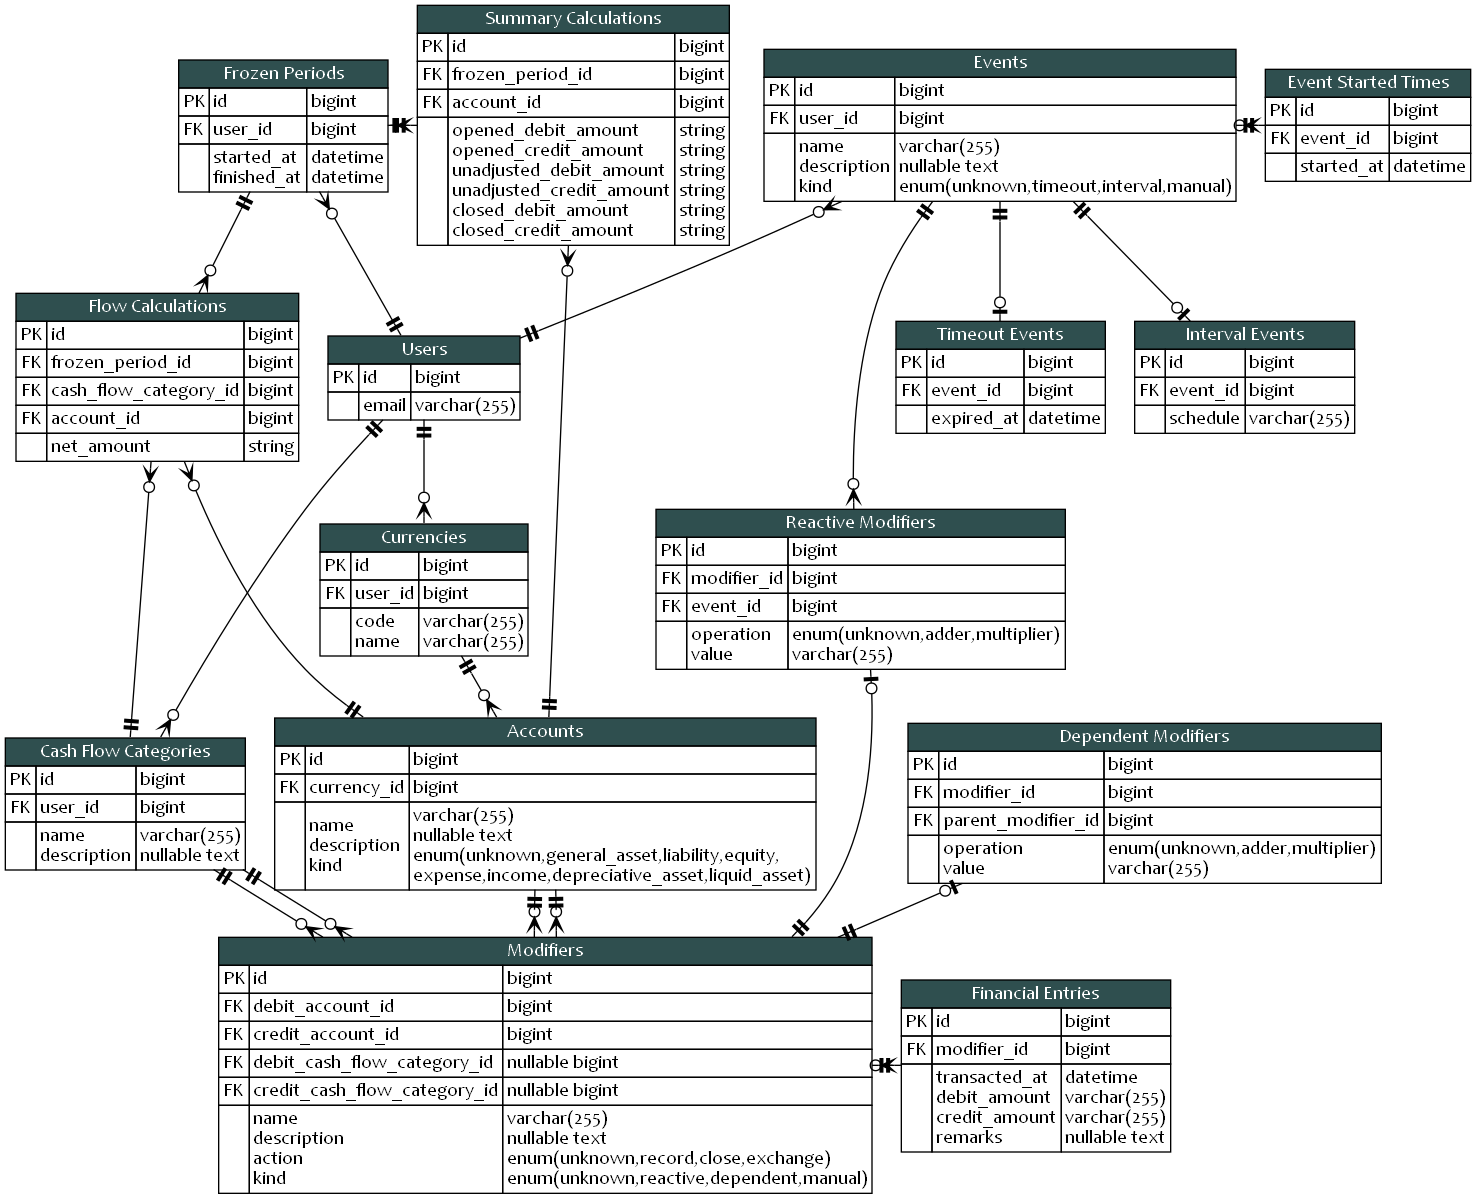 Summary Calculations
PK id bigint
FK frozen_period_id bigint
FK account_id bigint
opened_debit_amount string
opened_credit_amount string
unadjusted_debit_amount string
unadjusted_credit_amount string
closed_debit_amount string
closed_credit_amount string
Frozen Periods
PK id bigint
FK user_id bigint
started_at datetime
finished_at datetime
Events
PK id bigint
FK user_id bigint
name varchar(255)
description nullable text
kind enum(unknown,timeout,interval,manual)
Event Started Times
PK id bigint
FK event_id bigint
started_at datetime
Flow Calculations
PK id bigint
FK frozen_period_id bigint
FK cash_flow_category_id bigint
FK account_id bigint
net_amount string
Users
PK id bigint
email varchar(255)
Timeout Events
PK id bigint
FK event_id bigint
expired_at datetime
Interval Events
PK id bigint
FK event_id bigint
schedule varchar(255)
Currencies
PK id bigint
FK user_id bigint
code varchar(255)
name varchar(255)
Reactive Modifiers
PK id bigint
FK modifier_id bigint
FK event_id bigint
operation enum(unknown,adder,multiplier)
value varchar(255)
Cash Flow Categories
PK id bigint
FK user_id bigint
name varchar(255)
description nullable text
Accounts
PK id bigint
FK currency_id bigint
name varchar(255)
description nullable text
kind enum(unknown,general_asset,liability,equity,
expense,income,depreciative_asset,liquid_asset)
Dependent Modifiers
PK id bigint
FK modifier_id bigint
FK parent_modifier_id bigint
operation enum(unknown,adder,multiplier)
value varchar(255)
Modifiers
PK id bigint
FK debit_account_id bigint
FK credit_account_id bigint
FK debit_cash_flow_category_id nullable bigint
FK credit_cash_flow_category_id nullable bigint
name varchar(255)
description nullable text
action enum(unknown,record,close,exchange)
kind enum(unknown,reactive,dependent,manual)
Financial Entries
PK id bigint
FK modifier_id bigint
transacted_at datetime
debit_amount varchar(255)
credit_amount varchar(255)
remarks nullable text